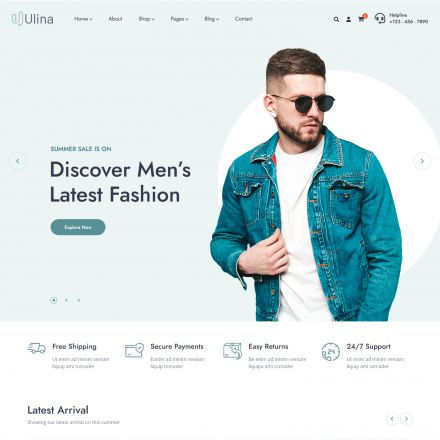 Ulina
Home
About
Shop
Pages
Blog
Contact
Helpline
+123 - 456 - 7890
SUMMER SALE IS ON
Discover Men's
Latest Fashion
Explore Now
Free Shipping
Ut enim ad minim veniam
liquip ami tomader
Secure Payments
Eonim ad minim veniam
liquip ami tomader
Easy Returns
Be enim ad minim veniam
liquip ami tomader
24/7 Support
Ut enim ad minim veniam
liquip ami tomader
Latest Arrival
Showing our latest arrival on this summer